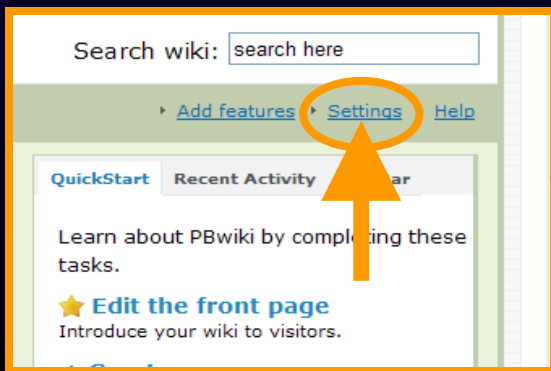 Search wiki: search here
Add features Settings Help
QuickStart Recent Activity
Learn about PBwiki by completing these
tasks.
Edit the front page
Introduce your wiki to visitors.